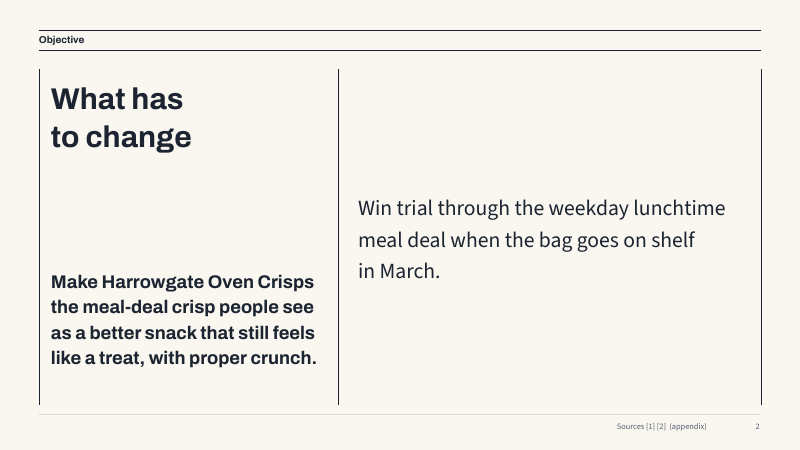 Objective
What has
to change
Make Harrowgate Oven Crisps
the meal-deal crisp people see
as a better snack that still feels
like a treat, with proper crunch.
Win trial through the weekday lunchtime
meal deal when the bag goes on shelf
in March.
Sources [1] [2] (appendix)
2